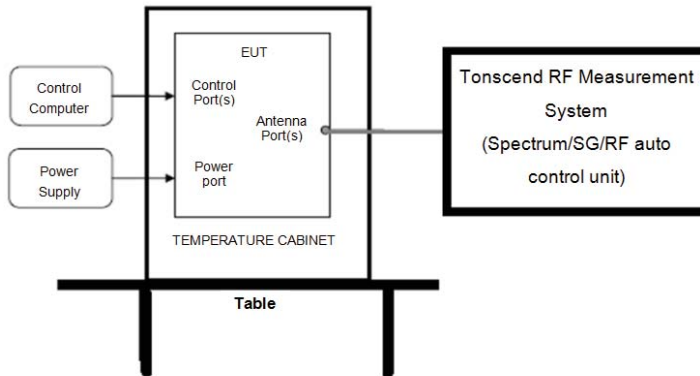 EUT
Control
Computer
Control
Port(s)
Antenna
Port(s)
Power
Supply
Power
port
TEMPERATURE CABINET
Table
Tonscend RF Measurement
System
(Spectrum/SG/RF auto
control unit)